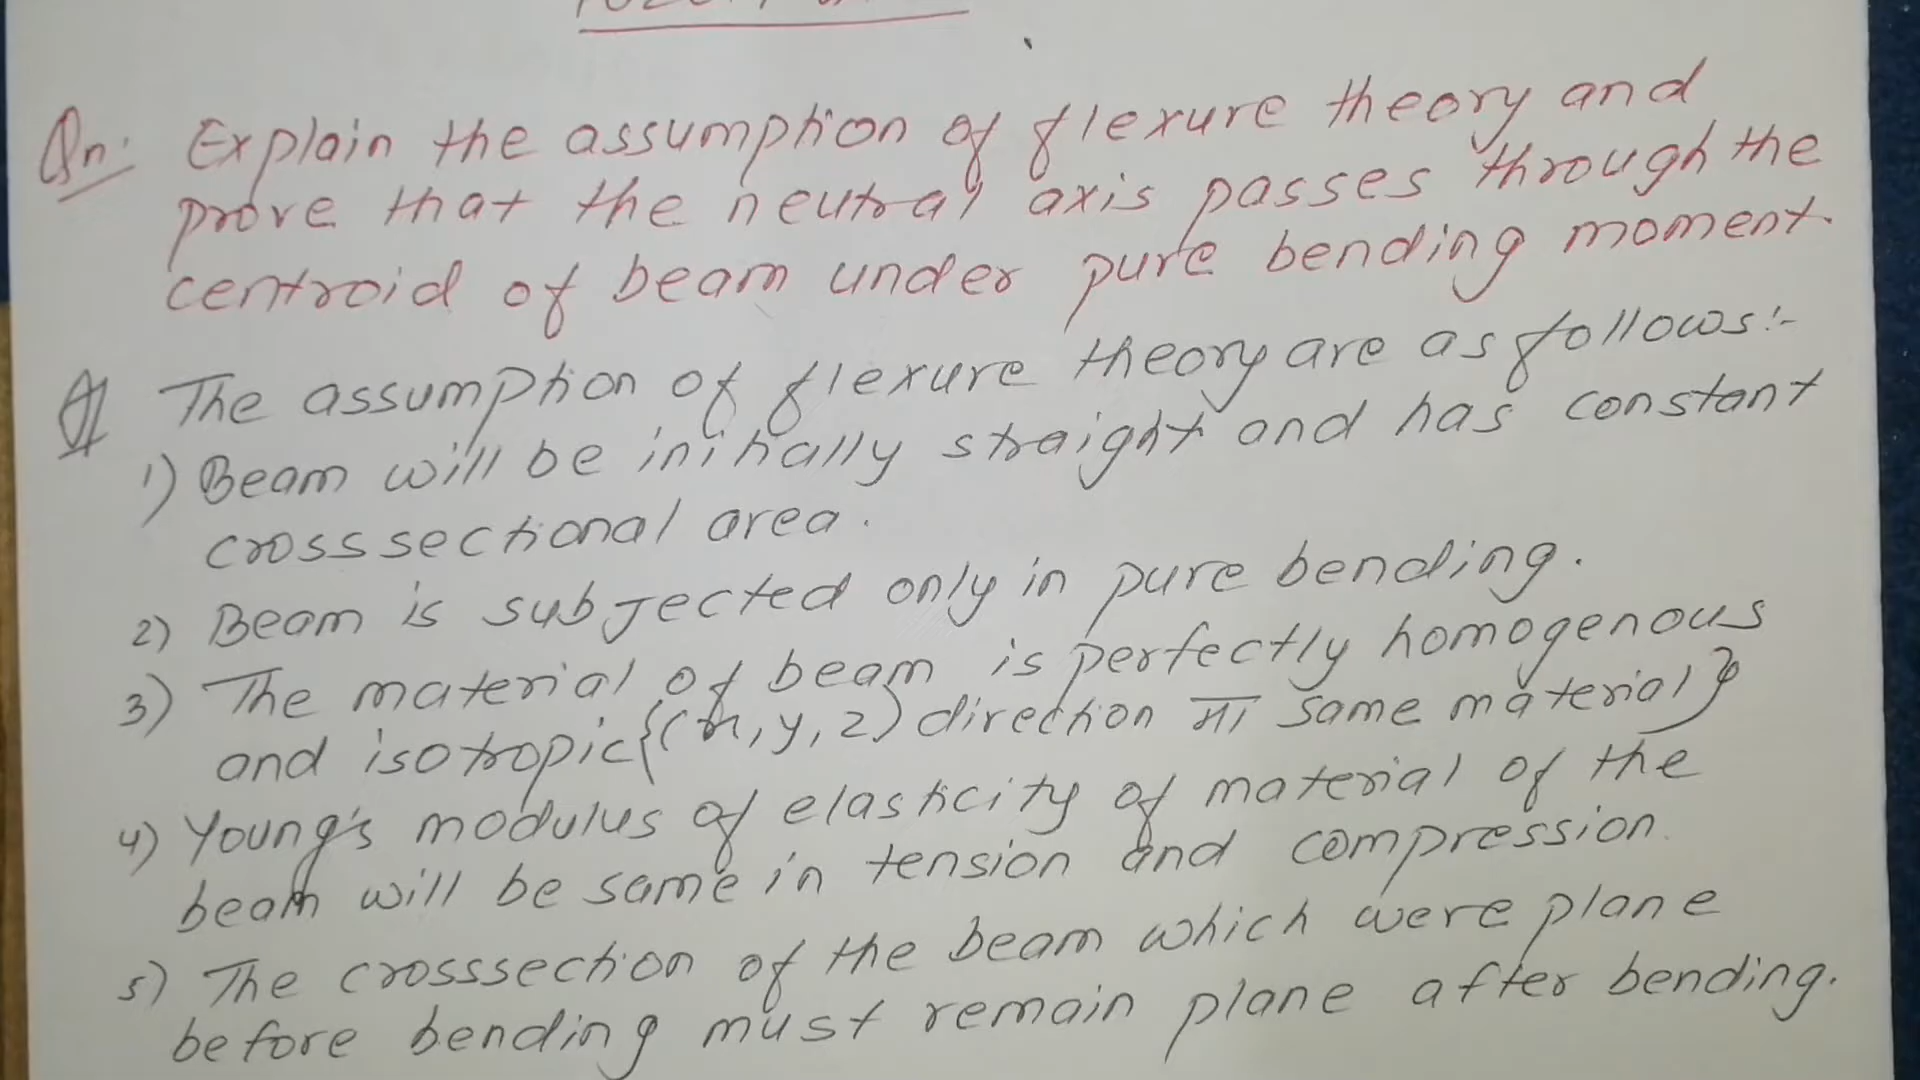 Qn: Explain the assumption of flexure theory and
prove that the neutral axis passes through the
centroid of beam under pure bending moment.
The assumption of flexure theory are as follows:-
1) Beam will be initially straight and has constant
crosssectional area.
2) Beam is subjected only in pure bending.
3) The material of beam is perfectly homogenous
and isotropic {(x, y, z) direction मा same material}
4) Young's modulus of elasticity of material of the
beam will be same in tension and compression.
5) The crosssection of the beam which were plane
before bending must remain plane after bending.